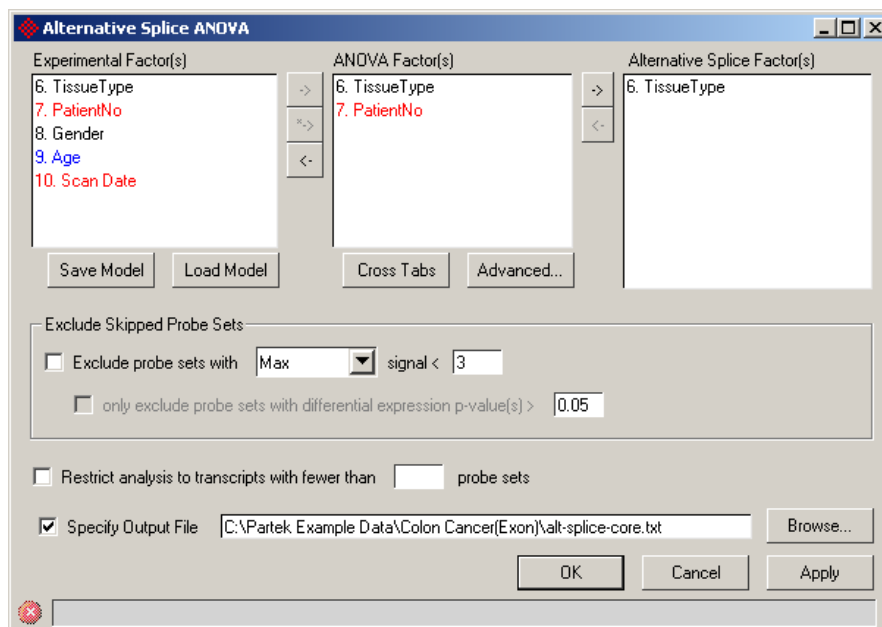 Alternative Splice ANOVA
Experimental Factor(s)
ANOVA Factor(s)
Alternative Splice Factor(s)
6. TissueType
7. PatientNo
8. Gender
9. Age
10. Scan Date
->
*->
<-
6. TissueType
7. PatientNo
->
<-
6. TissueType
Save Model
Load Model
Cross Tabs
Advanced...
Exclude Skipped Probe Sets
Exclude probe sets with Max signal < 3
only exclude probe sets with differential expression p-value(s) > 0.05
Restrict analysis to transcripts with fewer than probe sets
Specify Output File C:\Partek Example Data\Colon Cancer(Exon)\alt-splice-core.txt Browse...
OK
Cancel
Apply